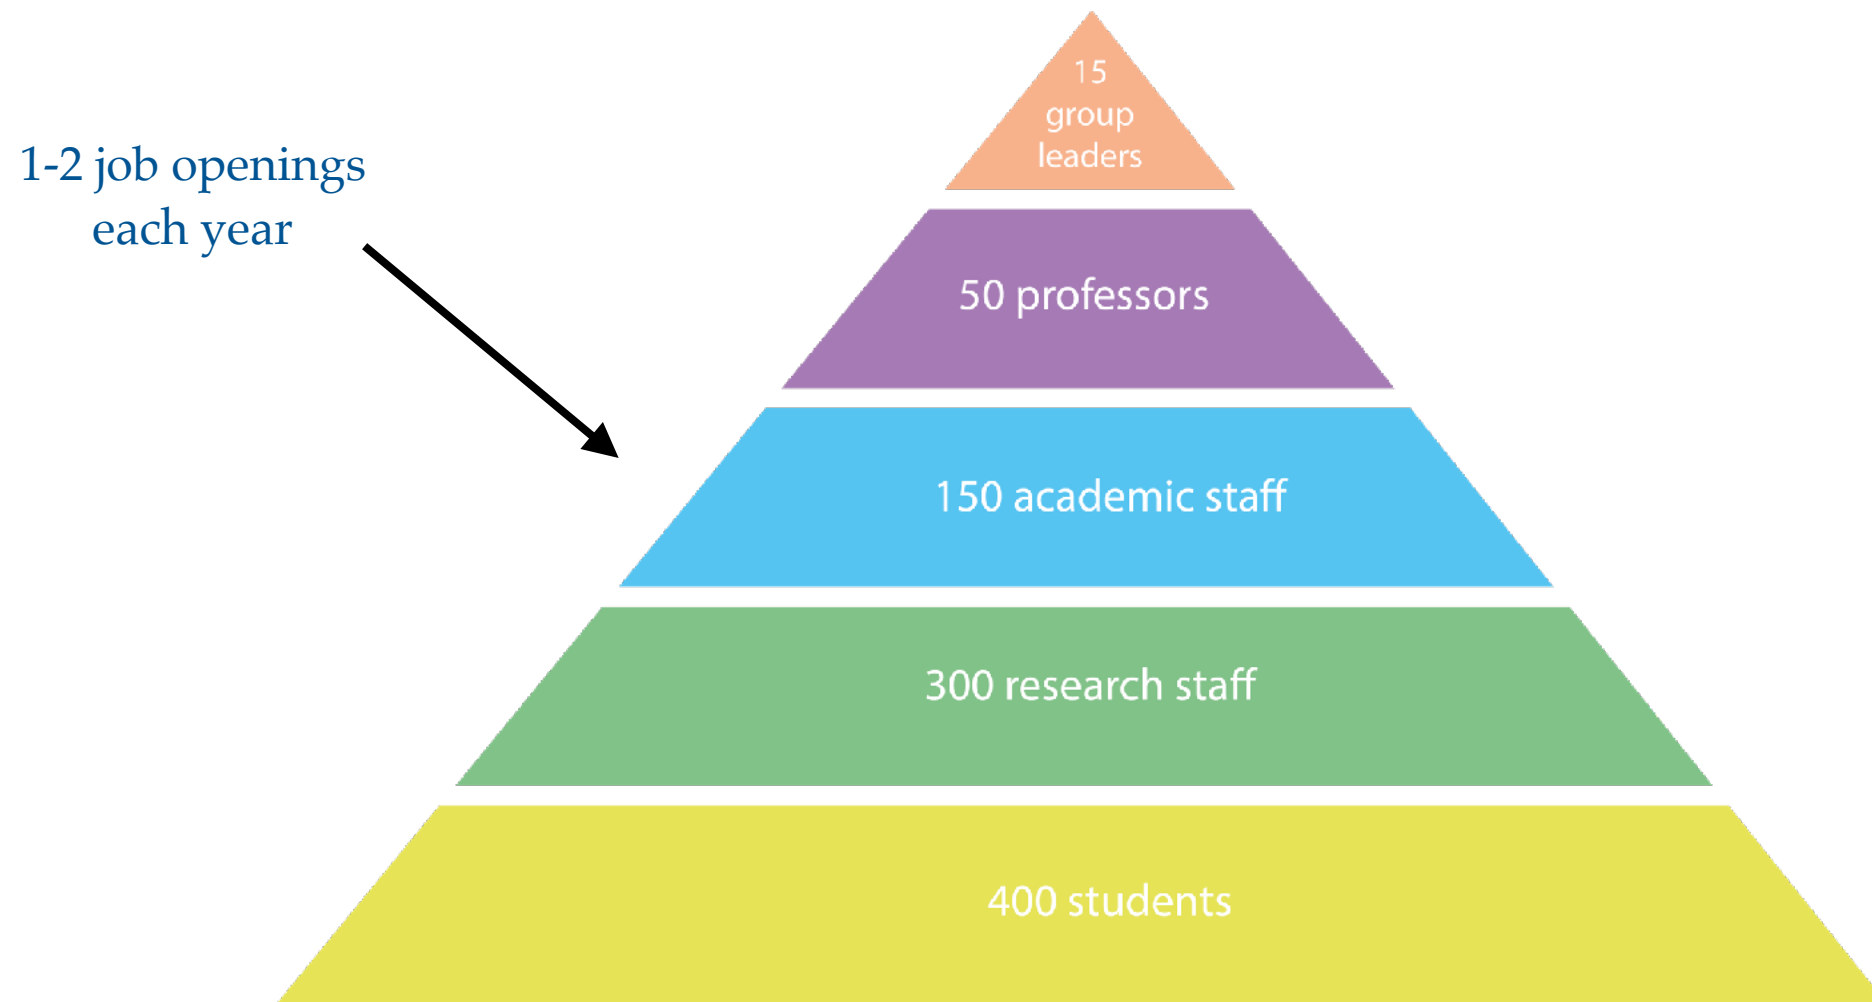 1-2 job openings
each year
15
group
leaders
50 professors
150 academic staff
300 research staff
400 students